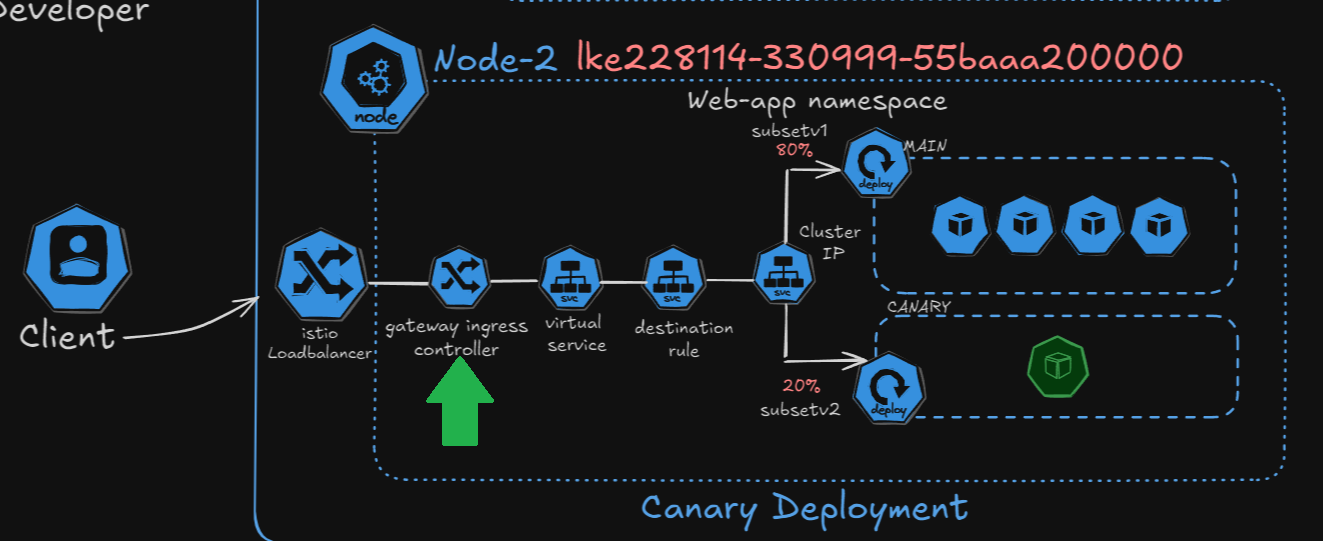 Developer
Node-2 lke228114-330999-55baaa200000
node
Web-app namespace
subsetv1
80%
MAIN
deploy
Cluster
IP
svc
svc
svc
Client
istio
Loadbalancer
gateway ingress
controller
virtual
service
destination
rule
CANARY
20%
subsetv2
deploy
Canary Deployment